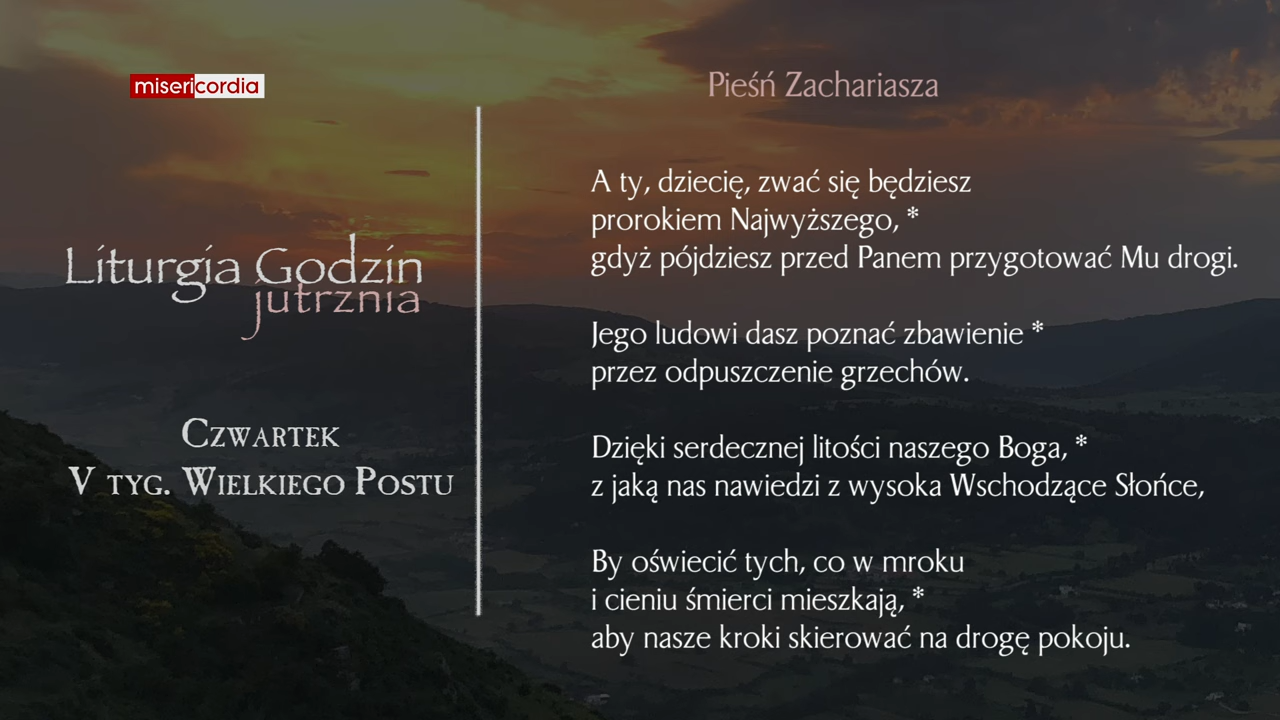 misericordia
Liturgia Godzin
jutrznia
Czwartek
V tyg. Wielkiego Postu
Pieśń Zachariasza
A ty, dziecię, zwać się będziesz
prorokiem Najwyższego, *
gdyż pójdziesz przed Panem przygotować Mu drogi.
Jego ludowi dasz poznać zbawienie *
przez odpuszczenie grzechów.
Dzięki serdecznej litości naszego Boga, *
z jaką nas nawiedzi z wysoka Wschodzące Słońce,
By oświecić tych, co w mroku
i cieniu śmierci mieszkają, *
aby nasze kroki skierować na drogę pokoju.